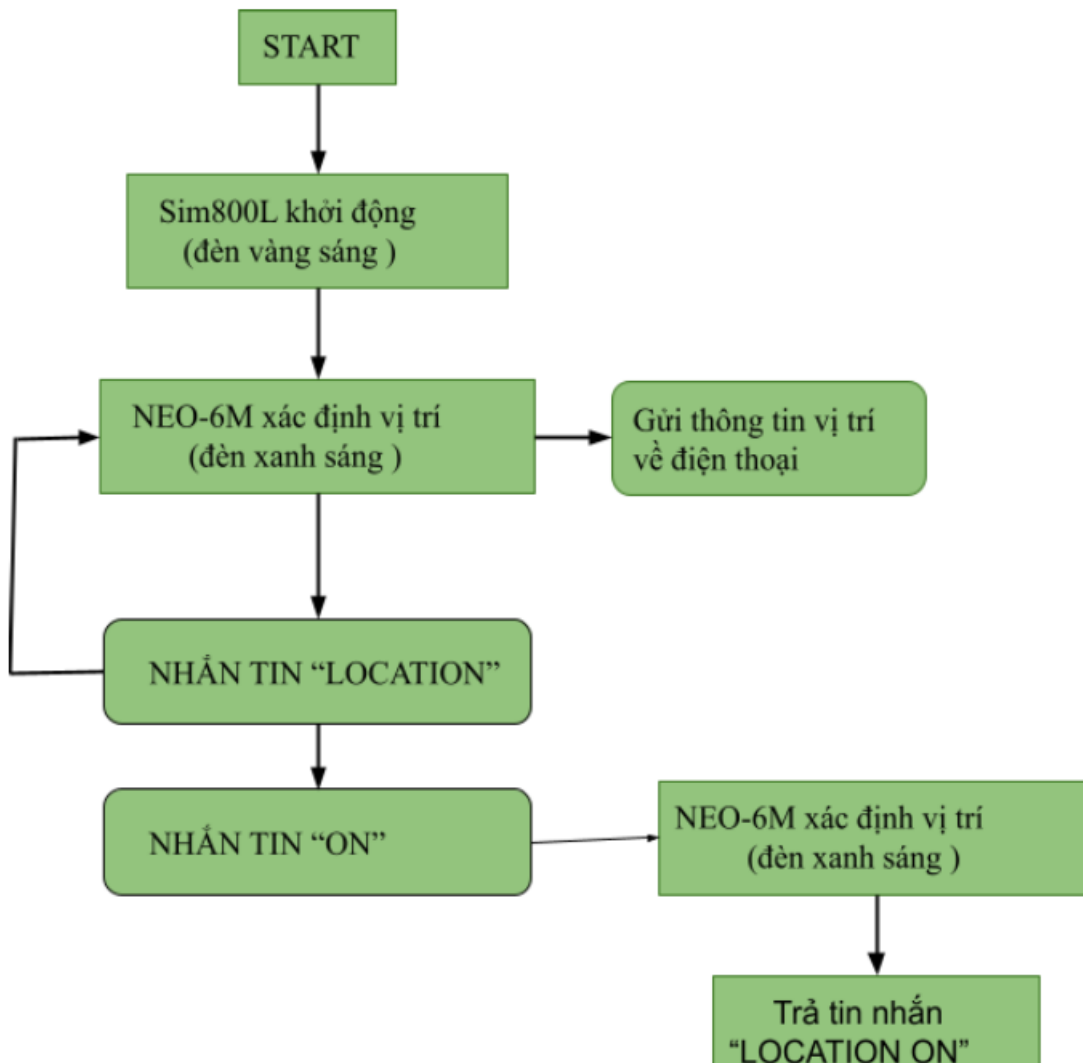 START
Sim800L khởi động
(đèn vàng sáng )
NEO-6M xác định vị trí
(đèn xanh sáng )
Gửi thông tin vị trí
về điện thoại
NHẮN TIN “LOCATION”
NHẮN TIN “ON”
NEO-6M xác định vị trí
(đèn xanh sáng )
Trả tin nhắn
“LOCATION ON”